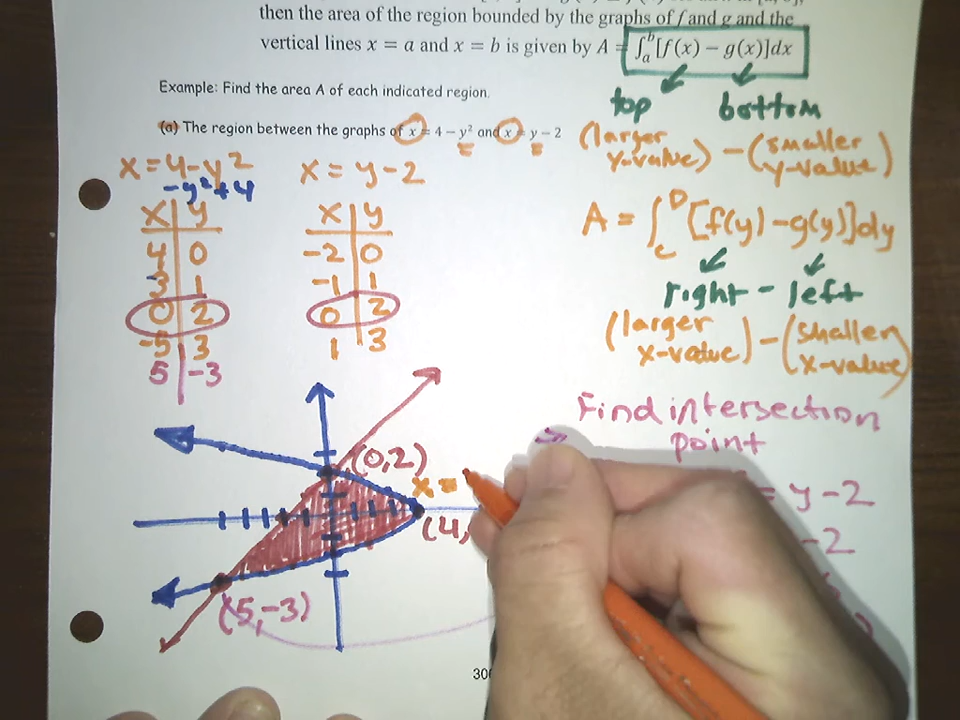 then the area of the region bounded by the graphs of f and g and the
vertical lines x = a and x = b is given by A = ∫ₐᵇ[f(x) − g(x)]dx
Example: Find the area A of each indicated region.
top bottom
(a) The region between the graphs of x = 4 − y² and x = y − 2
(larger y-value) − (smaller y-value)
x = 4 − y²
−y² + 4
x = y − 2
x y
4 0
3 1
0 2
−5 3
5 −3
x y
−2 0
−1 1
0 2
1 3
A = ∫ᶜᴰ [f(y) − g(y)]dy
right − left
(larger x-value) − (smaller x-value)
Find intersection
point
= y − 2
−2
(0,2)
x =
(4,
(5,−3)
30